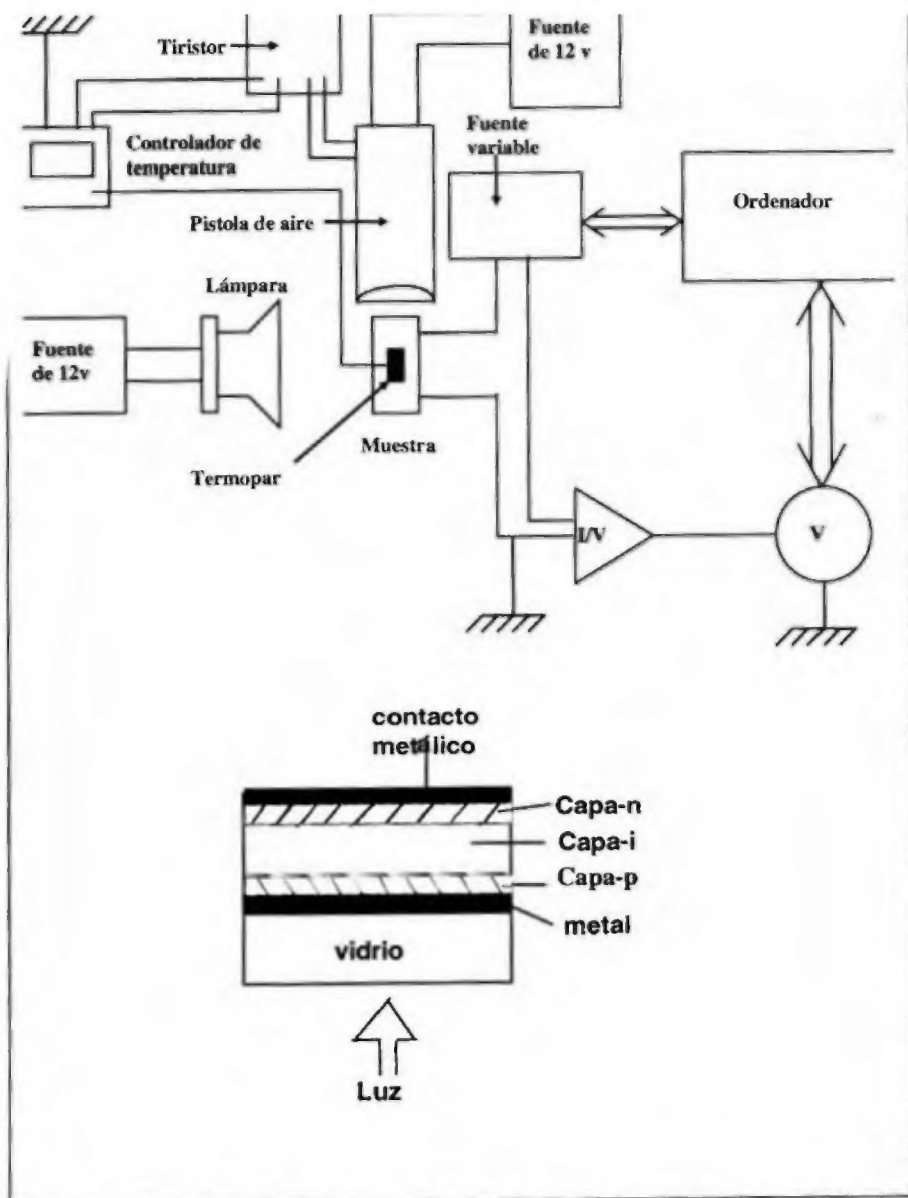 Tiristor
Fuente
de 12 v
Controlador de
temperatura
Fuente
variable
Pistola de aire
Ordenador
Lámpara
Fuente
de 12v
Muestra
Termopar
I/V
V
contacto
metálico
Capa-n
Capa-i
Capa-p
metal
vidrio
Luz